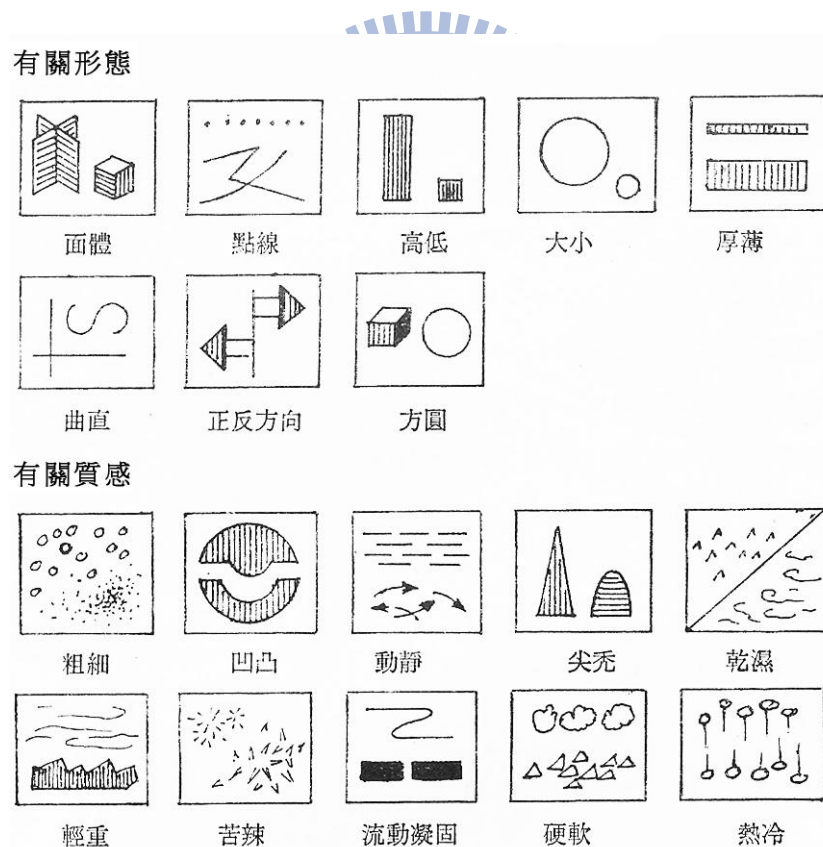 有關形態
面體 點線 高低 大小 厚薄
曲直 正反方向 方圓
有關質感
粗細 凹凸 動靜 尖禿 乾濕
輕重 苦辣 流動凝固 硬軟 熱冷